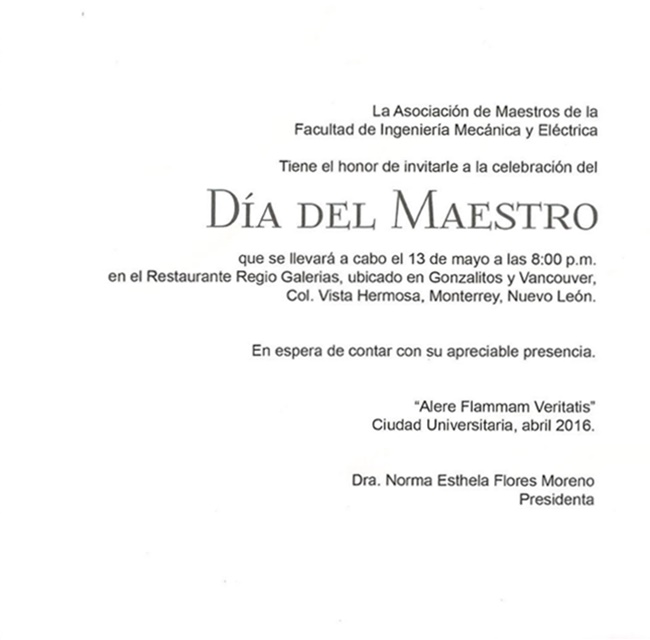 La Asociación de Maestros de la
Facultad de Ingeniería Mecánica y Eléctrica
Tiene el honor de invitarle a la celebración del
DÍA DEL MAESTRO
que se llevará a cabo el 13 de mayo a las 8:00 p.m.
en el Restaurante Regio Galerias, ubicado en Gonzalitos y Vancouver,
Col. Vista Hermosa, Monterrey, Nuevo León.
En espera de contar con su apreciable presencia.
“Alere Flammam Veritatis”
Ciudad Universitaria, abril 2016.
Dra. Norma Esthela Flores Moreno
Presidenta